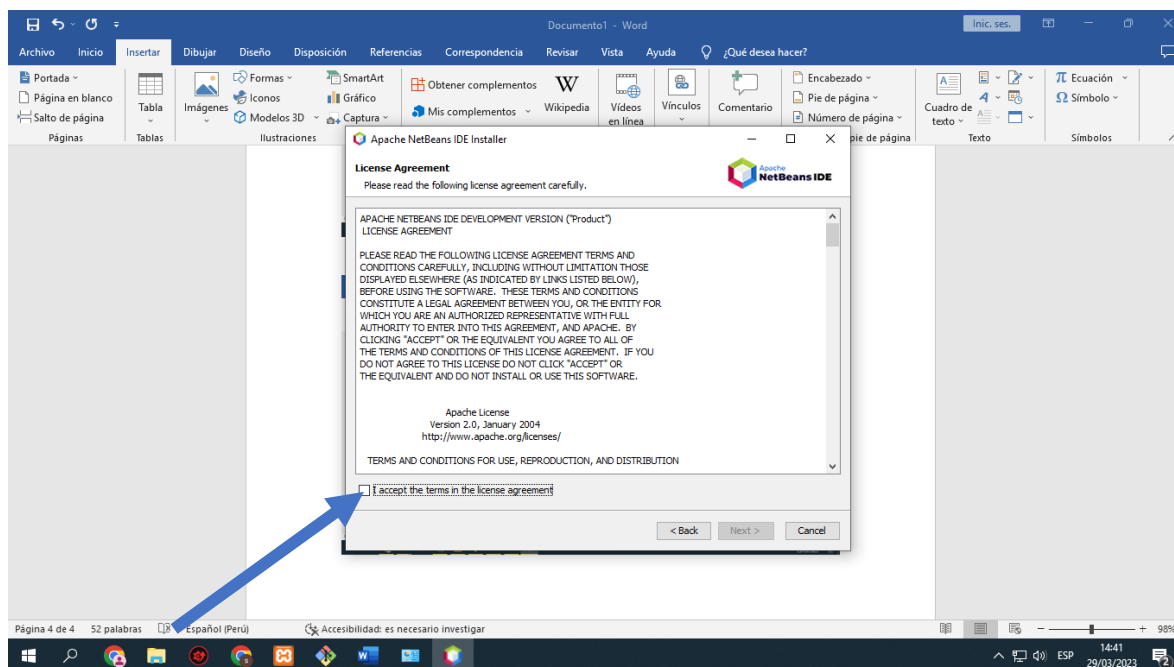 Documento1 - Word
Inic. ses.
Archivo Inicio Insertar Dibujar Diseño Disposición Referencias Correspondencia Revisar Vista Ayuda ¿Qué desea hacer?
Portada
Página en blanco
Salto de página
Páginas
Tabla
Tablas
Imágenes
Formas
Iconos
Modelos 3D
SmartArt
Gráfico
Captura
Ilustraciones
Obtener complementos
Mis complementos
Wikipedia
Vídeos
en línea
Vínculos
Comentario
Encabezado
Pie de página
Número de página
pie de página
Cuadro de
texto
Texto
Ecuación
Símbolo
Símbolos
Apache NetBeans IDE Installer
License Agreement
Please read the following license agreement carefully.
Apache
NetBeans IDE
APACHE NETBEANS IDE DEVELOPMENT VERSION ("Product")
LICENSE AGREEMENT
PLEASE READ THE FOLLOWING LICENSE AGREEMENT TERMS AND
CONDITIONS CAREFULLY, INCLUDING WITHOUT LIMITATION THOSE
DISPLAYED ELSEWHERE (AS INDICATED BY LINKS LISTED BELOW),
BEFORE USING THE SOFTWARE. THESE TERMS AND CONDITIONS
CONSTITUTE A LEGAL AGREEMENT BETWEEN YOU, OR THE ENTITY FOR
WHICH YOU ARE AN AUTHORIZED REPRESENTATIVE WITH FULL
AUTHORITY TO ENTER INTO THIS AGREEMENT, AND APACHE. BY
CLICKING "ACCEPT" OR THE EQUIVALENT YOU AGREE TO ALL OF
THE TERMS AND CONDITIONS OF THIS LICENSE AGREEMENT. IF YOU
DO NOT AGREE TO THIS LICENSE DO NOT CLICK "ACCEPT" OR
THE EQUIVALENT AND DO NOT INSTALL OR USE THIS SOFTWARE.
Apache License
Version 2.0, January 2004
http://www.apache.org/licenses/
TERMS AND CONDITIONS FOR USE, REPRODUCTION, AND DISTRIBUTION
I accept the terms in the license agreement
< Back Next > Cancel
Página 4 de 4 52 palabras Español (Perú) Accesibilidad: es necesario investigar 98%
ESP
14:41
29/03/2023